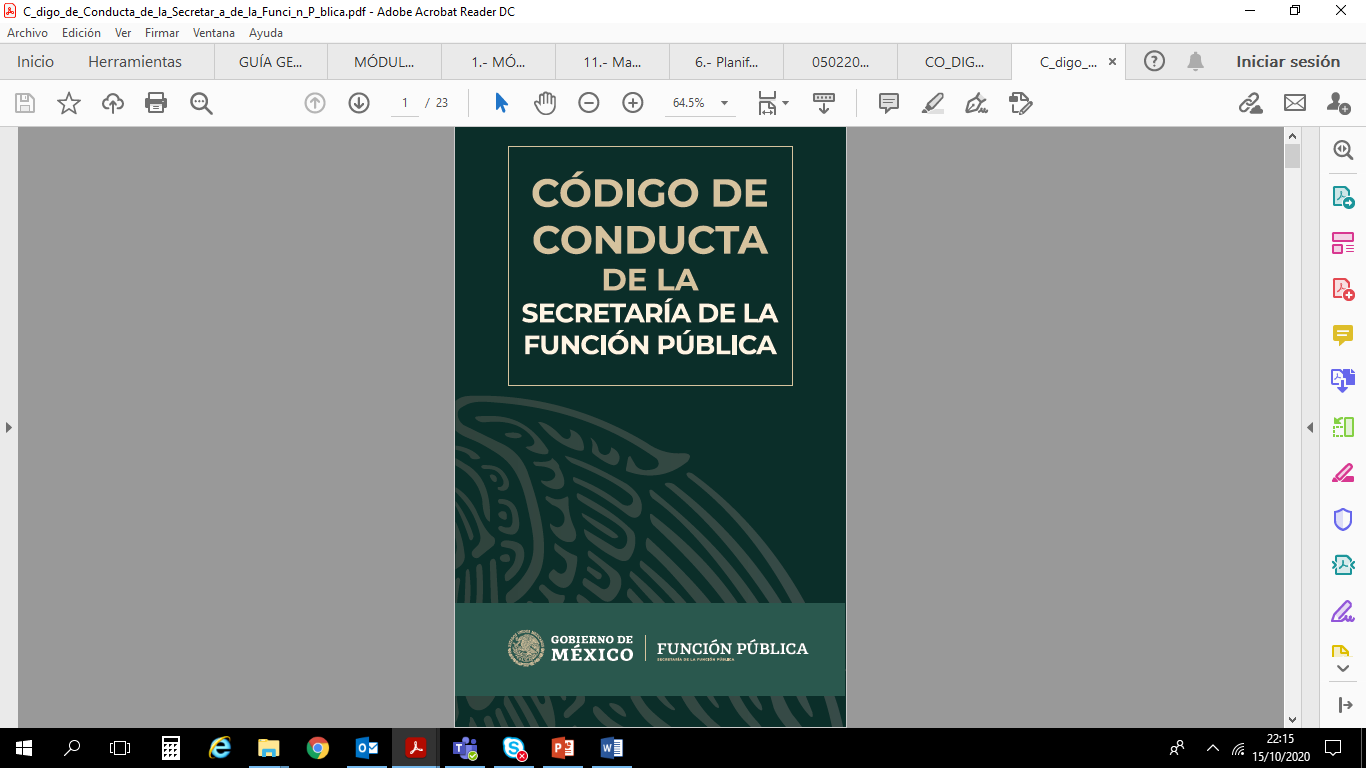 C_digo_de_Conducta_de_la_Secretar_a_de_la_Funci_n_P_blica.pdf - Adobe Acrobat Reader DC
Archivo Edición Ver Firmar Ventana Ayuda
Inicio Herramientas GUÍA GE... MÓDUL... 1.- MÓ... 11.- Ma... 6.- Planif... 050220... CO_DIG... C_digo_... × Iniciar sesión
1 / 23 64.5%
CÓDIGO DE
CONDUCTA
DE LA
SECRETARÍA DE LA
FUNCIÓN PÚBLICA
GOBIERNO DE
MÉXICO
FUNCIÓN PÚBLICA
SECRETARÍA DE LA FUNCIÓN PÚBLICA
22:15
15/10/2020